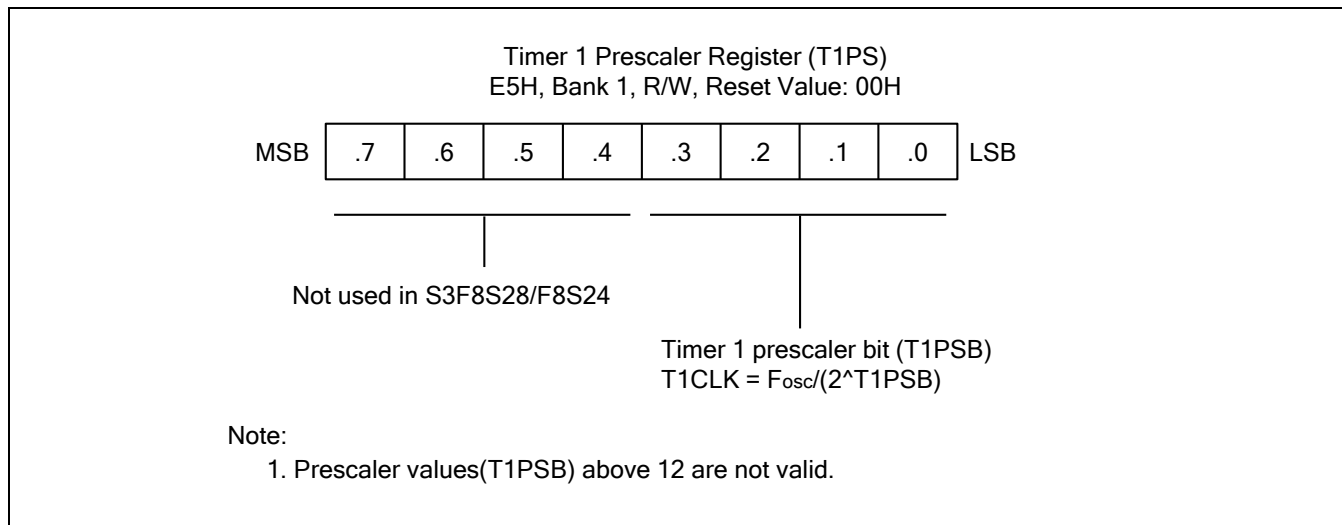 Timer 1 Prescaler Register (T1PS)
E5H, Bank 1, R/W, Reset Value: 00H
MSB .7 .6 .5 .4 .3 .2 .1 .0 LSB
Not used in S3F8S28/F8S24
Timer 1 prescaler bit (T1PSB)
T1CLK = Fosc/(2^T1PSB)
Note:
1. Prescaler values(T1PSB) above 12 are not valid.